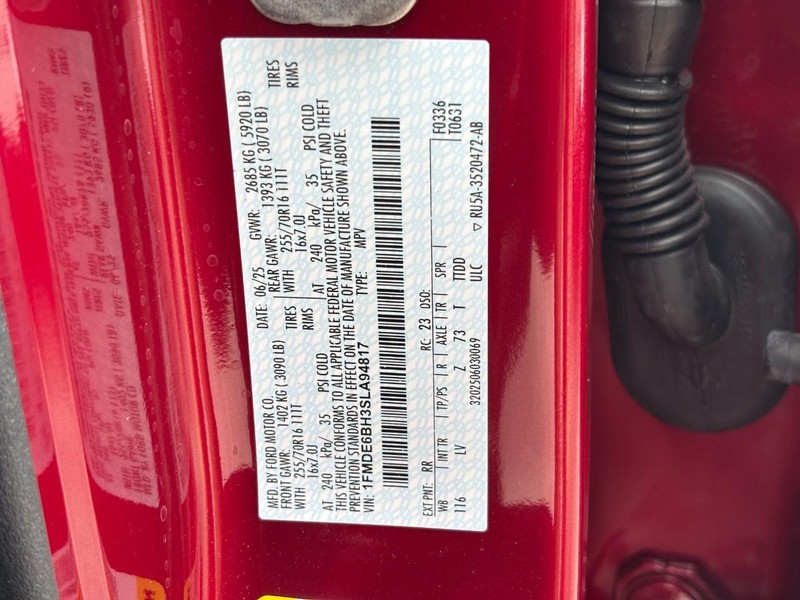 MFD. BY FORD MOTOR CO. DATE: 06/25 GVWR: 2685 KG ( 5920 LB)
FRONT GAWR: 1402 KG ( 3090 LB) REAR GAWR: 1393 KG ( 3070 LB)
WITH 255/70R16 111T TIRES WITH 255/70R16 111T TIRES
16x7.0J RIMS 16x7.0J RIMS
AT 240 kPa/ 35 PSI COLD AT 240 kPa/ 35 PSI COLD
THIS VEHICLE CONFORMS TO ALL APPLICABLE FEDERAL MOTOR VEHICLE SAFETY AND THEFT
PREVENTION STANDARDS IN EFFECT ON THE DATE OF MANUFACTURE SHOWN ABOVE.
VIN: 1FMDE6BH3SLA94817 TYPE: MPV
EXT PNT: RR RC: 23 DSO: F0336
WB INT TR TP/PS R AXLE TR SPR T0631
116 LV Z 73 T TTDD
3202506030069 ULC ▽ RU5A-3520472-AB